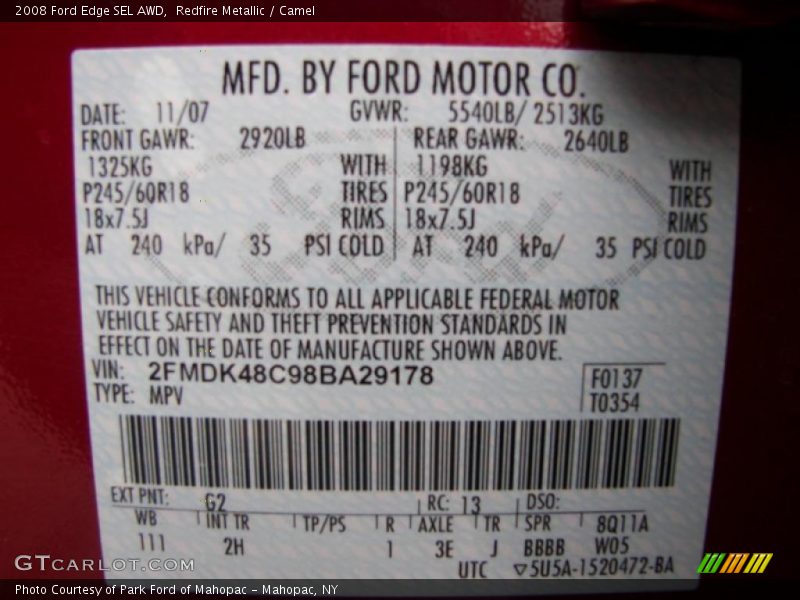 2008 Ford Edge SEL AWD,  Redfire Metallic / Camel
MFD. BY FORD MOTOR CO.
DATE: 11/07 GVWR: 5540LB/ 2513KG
FRONT GAWR: 2920LB REAR GAWR: 2640LB
1325KG WITH 1198KG WITH
P245/60R18 TIRES P245/60R18 TIRES
18x7.5J RIMS 18x7.5J RIMS
AT 240 kPa/ 35 PSI COLD AT 240 kPa/ 35 PSI COLD
THIS VEHICLE CONFORMS TO ALL APPLICABLE FEDERAL MOTOR
VEHICLE SAFETY AND THEFT PREVENTION STANDARDS IN
EFFECT ON THE DATE OF MANUFACTURE SHOWN ABOVE.
VIN: 2FMDK48C98BA29178 F0137
TYPE: MPV T0354
EXT PNT: G2 RC: 13 DSO:
WB INT TR TP/PS R AXLE TR SPR 8Q11A
111 2H 1 3E J BBBB W05
UTC ▽5U5A-1520472-BA
GTCARLOT.COM
Photo Courtesy of Park Ford of Mahopac – Mahopac, NY